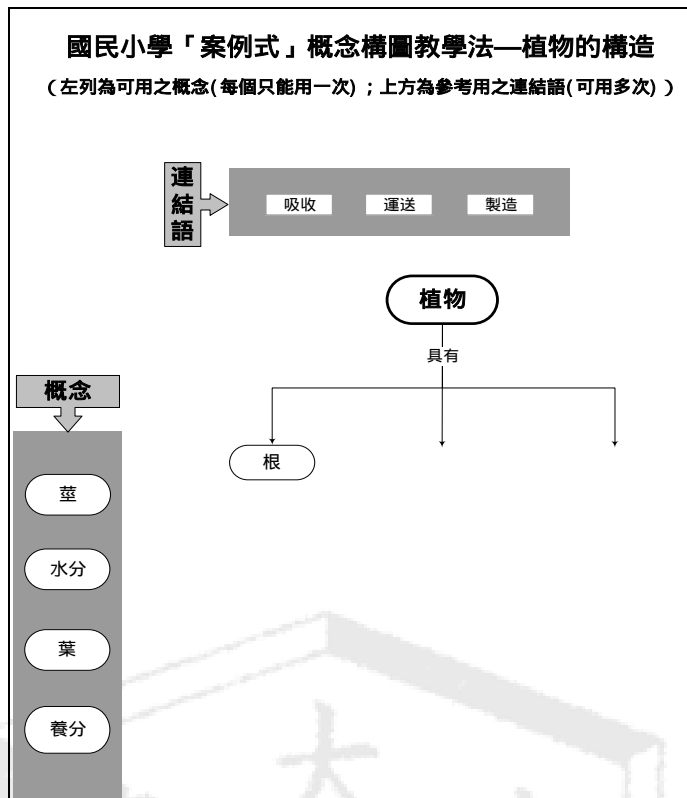 國民小學「案例式」概念構圖教學法—植物的構造
（左列為可用之概念(每個只能用一次)；上方為參考用之連結語(可用多次)）
連結語
吸收
運送
製造
植物
具有
概念
根
莖
水分
葉
養分
大